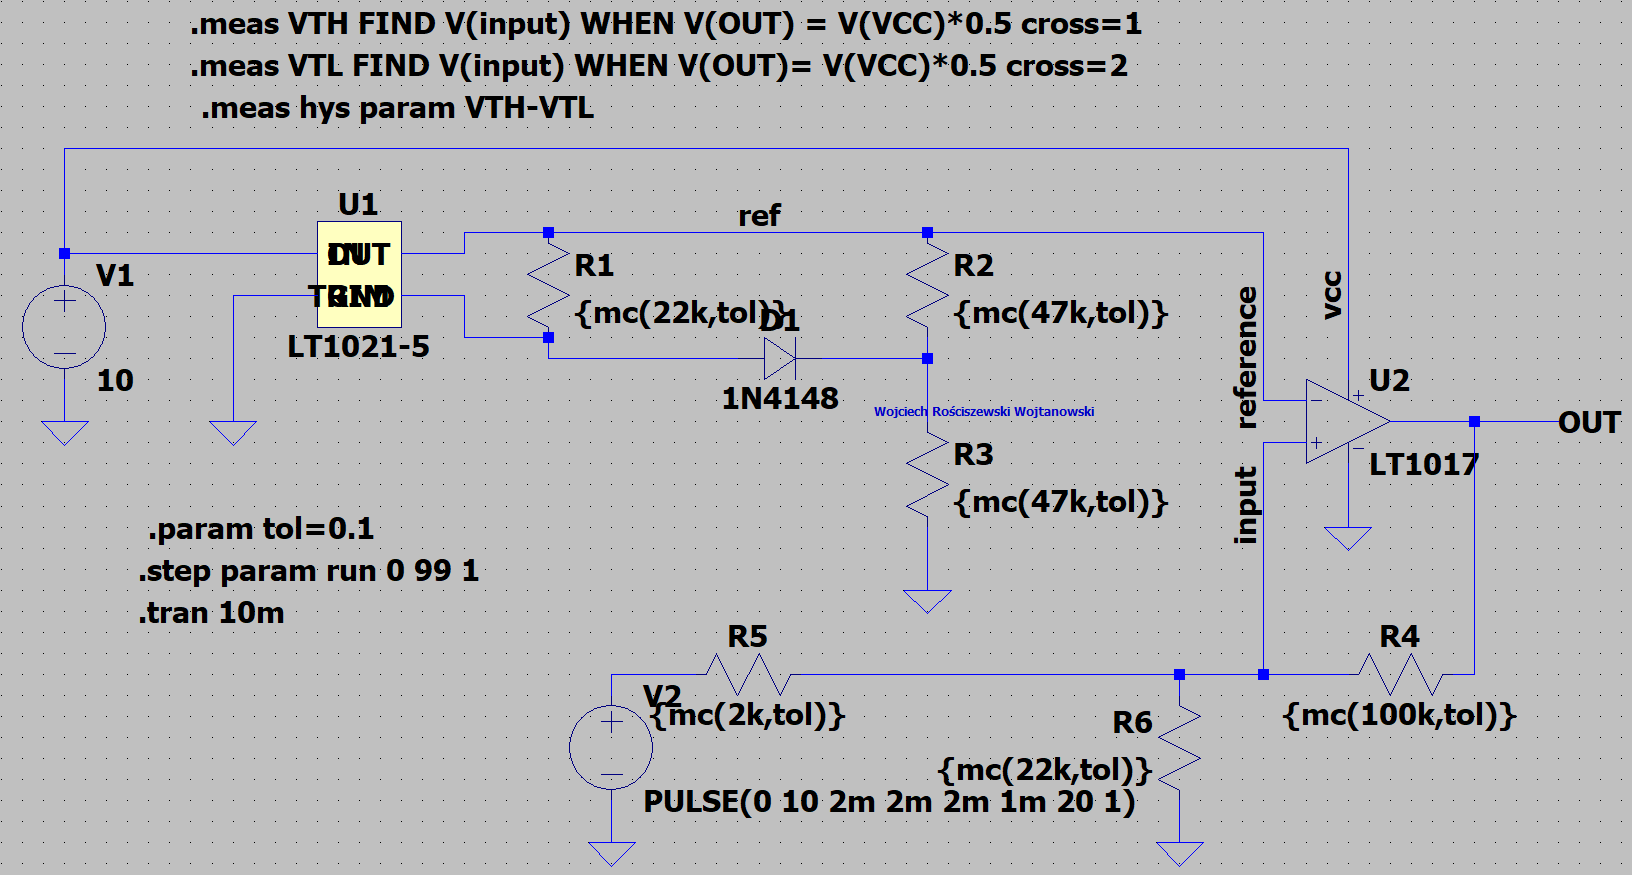 .meas VTH FIND V(input) WHEN V(OUT) = V(VCC)*0.5 cross=1
.meas VTL FIND V(input) WHEN V(OUT)= V(VCC)*0.5 cross=2
.meas hys param VTH-VTL
U1
IN
OUT
TRIM
GND
LT1021-5
V1
10
ref
R1
{mc(22k,tol)}
R2
{mc(47k,tol)}
D1
1N4148
Wojciech Rościszewski Wojtanowski
R3
{mc(47k,tol)}
reference
vcc
input
U2
LT1017
OUT
.param tol=0.1
.step param run 0 99 1
.tran 10m
R5
{mc(2k,tol)}
V2
PULSE(0 10 2m 2m 2m 1m 20 1)
R6
{mc(22k,tol)}
R4
{mc(100k,tol)}